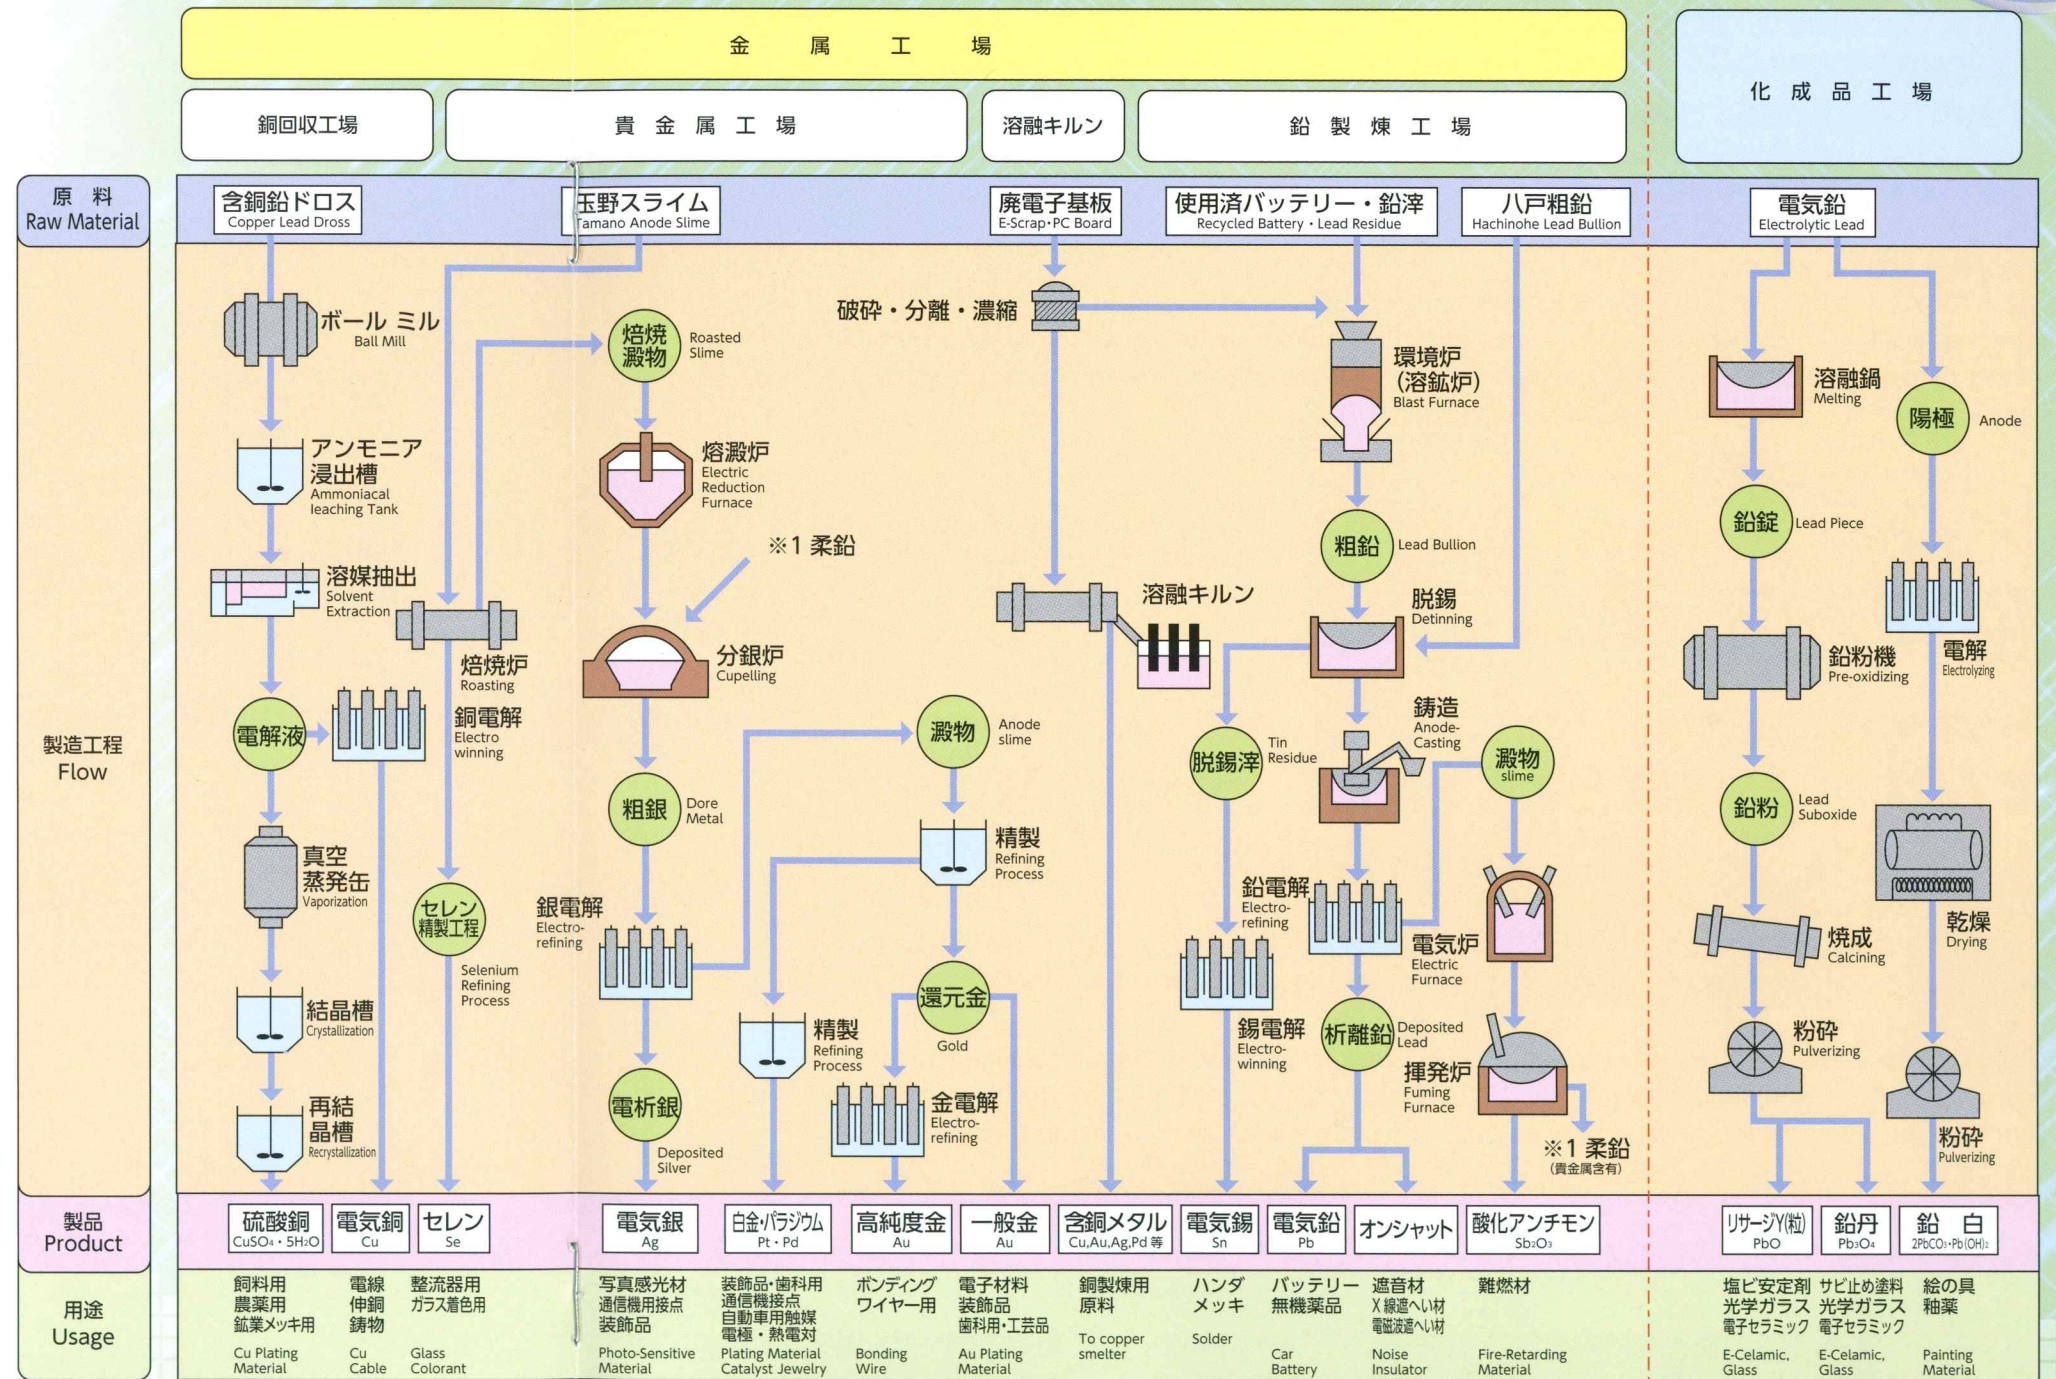 金属工場
化成品工場
銅回収工場
貴金属工場
溶融キルン
鉛製煉工場
原料
Raw Material
含銅鉛ドロス
Copper Lead Dross
玉野スライム
Tamano Anode Slime
廃電子基板
E-Scrap・PC Board
使用済バッテリー・鉛滓
Recycled Battery・Lead Residue
八戸粗鉛
Hachinohe Lead Bullion
電気鉛
Electrolytic Lead
製造工程
Flow
ボール ミル
Ball Mill
アンモニア
浸出槽
Ammoniacal
leaching Tank
溶媒抽出
Solvent
Extraction
電解液
銅電解
Electro
winning
真空
蒸発缶
Vaporization
結晶槽
Crystallization
再結
晶槽
Recrystallization
焙焼炉
Roasting
セレン
精製工程
Selenium
Refining
Process
焙焼
澱物
Roasted
Slime
熔澱炉
Electric
Reduction
Furnace
※1 柔鉛
分銀炉
Cupelling
粗銀
Dore
Metal
銀電解
Electro-
refining
電析銀
Deposited
Silver
澱物
Anode
slime
精製
Refining
Process
精製
Refining
Process
還元金
Gold
金電解
Electro-
refining
破砕・分離・濃縮
溶融キルン
環境炉
（溶鉱炉）
Blast Furnace
粗鉛
Lead Bullion
脱錫
Detinning
脱錫滓
Tin
Residue
鋳造
Anode-
Casting
澱物
slime
鉛電解
Electro-
refining
錫電解
Electro-
winning
電気炉
Electric
Furnace
析離鉛
Deposited
Lead
揮発炉
Fuming
Furnace
※1 柔鉛
（貴金属含有）
溶融鍋
Melting
鉛錠
Lead Piece
鉛粉機
Pre-oxidizing
鉛粉
Lead
Suboxide
焼成
Calcining
粉砕
Pulverizing
陽極
Anode
電解
Electrolyzing
乾燥
Drying
粉砕
Pulverizing
製品
Product
硫酸銅
CuSO₄・5H₂O
電気銅
Cu
セレン
Se
電気銀
Ag
白金・パラジウム
Pt・Pd
高純度金
Au
一般金
Au
含銅メタル
Cu,Au,Ag,Pd 等
電気錫
Sn
電気鉛
Pb
オンシャット
酸化アンチモン
Sb₂O₃
リサージY(粒)
PbO
鉛丹
Pb₃O₄
鉛白
2PbCO₃・Pb(OH)₂
用途
Usage
飼料用
農薬用
鉱業メッキ用
Cu Plating
Material
電線
伸銅
鋳物
Cu
Cable
整流器用
ガラス着色用
Glass
Colorant
写真感光材
通信機用接点
装飾品
Photo-Sensitive
Material
装飾品・歯科用
通信機接点
自動車用触媒
電極・熱電対
Plating Material
Catalyst Jewelry
ボンディング
ワイヤー用
Bonding
Wire
電子材料
装飾品
歯科用・工芸品
Au Plating
Material
銅製煉用
原料
To copper
smelter
ハンダ
メッキ
Solder
バッテリー
無機薬品
Car
Battery
遮音材
X線遮へい材
電磁波遮へい材
Noise
Insulator
難燃材
Fire-Retarding
Material
塩ビ安定剤
光学ガラス
電子セラミック
E-Celamic,
Glass
サビ止め塗料
光学ガラス
電子セラミック
E-Celamic,
Glass
絵の具
釉薬
Painting
Material